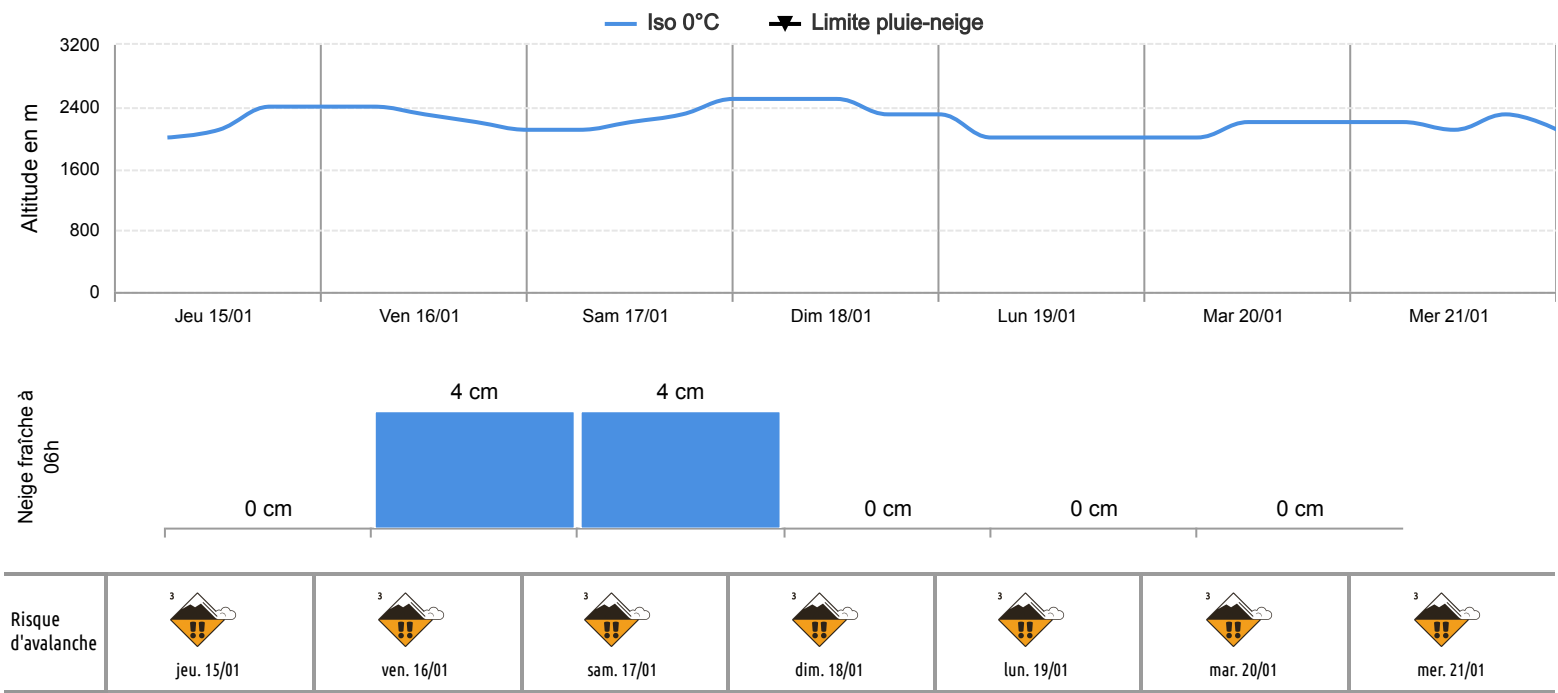 Iso 0°C
Limite pluie-neige
Altitude en m
3200
2400
1600
800
0
Jeu 15/01
Ven 16/01
Sam 17/01
Dim 18/01
Lun 19/01
Mar 20/01
Mer 21/01
Neige fraîche à
06h
0 cm
4 cm
4 cm
0 cm
0 cm
0 cm
Risque
d'avalanche
3
!!
jeu. 15/01
3
!!
ven. 16/01
3
!!
sam. 17/01
3
!!
dim. 18/01
3
!!
lun. 19/01
3
!!
mar. 20/01
3
!!
mer. 21/01